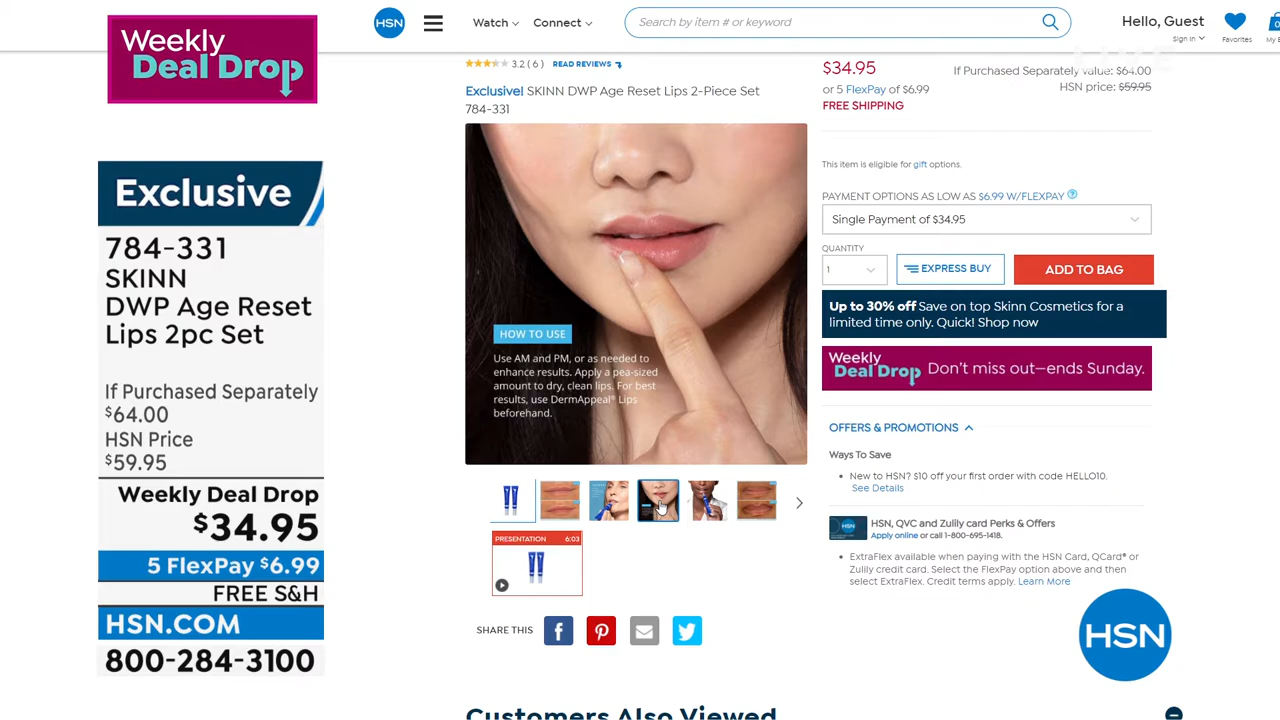 Weekly
Deal Drop
HSN
Watch
Connect
Search by item # or keyword
Hello, Guest
Sign In
Favorites
0
LIVE
Exclusive
784-331
SKINN
DWP Age Reset
Lips 2pc Set
If Purchased Separately
$64.00
HSN Price
$59.95
Weekly Deal Drop
$34.95
5 FlexPay $6.99
FREE S&H
HSN.COM
800-284-3100
3.2 ( 6 ) READ REVIEWS
Exclusive! SKINN DWP Age Reset Lips 2-Piece Set
784-331
HOW TO USE
Use AM and PM, or as needed to
enhance results. Apply a pea-sized
amount to dry, clean lips. For best
results, use DermAppeal® Lips
beforehand.
PRESENTATION 6:03
SHARE THIS
$34.95
or 5 FlexPay of $6.99
FREE SHIPPING
If Purchased Separately value: $64.00
HSN price: $59.95
This item is eligible for gift options.
PAYMENT OPTIONS AS LOW AS $6.99 W/FLEXPAY ?
Single Payment of $34.95
QUANTITY
1
EXPRESS BUY
ADD TO BAG
Up to 30% off Save on top Skinn Cosmetics for a
limited time only. Quick! Shop now
Weekly
Deal Drop
Don't miss out—ends Sunday.
OFFERS & PROMOTIONS
Ways To Save
New to HSN? $10 off your first order with code HELLO10.
See Details
HSN, QVC and Zulily card Perks & Offers
Apply online or call 1-800-695-1418.
ExtraFlex available when paying with the HSN Card, QCard® or
Zulily credit card. Select the FlexPay option above and then
select ExtraFlex. Credit terms apply. Learn More
HSN
Customers Also Viewed